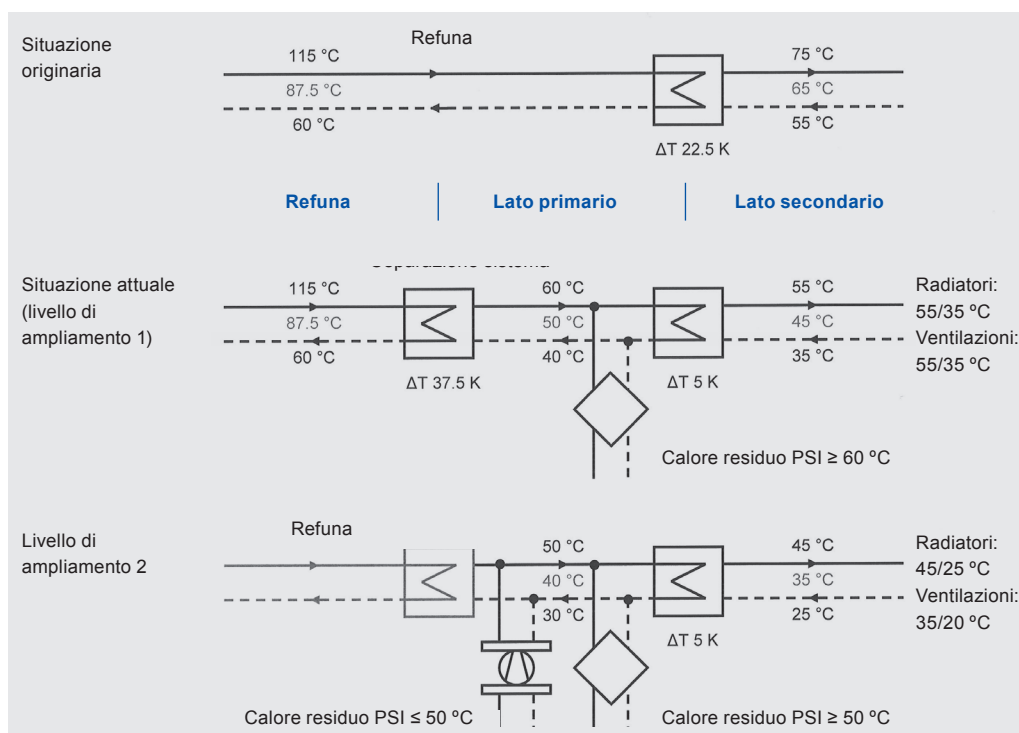 Situazione
originaria
Refuna
115 °C
87.5 °C
60 °C
75 °C
65 °C
55 °C
ΔT 22.5 K
Refuna
Lato primario
Lato secondario
Situazione attuale
(livello di
ampliamento 1)
115 °C
87.5 °C
60 °C
ΔT 37.5 K
60 °C
50 °C
40 °C
55 °C
45 °C
35 °C
ΔT 5 K
Radiatori:
55/35 °C
Ventilazioni:
55/35 °C
Calore residuo PSI ≥ 60 ºC
Livello di
ampliamento 2
Refuna
50 °C
40 °C
30 °C
45 °C
35 °C
25 °C
ΔT 5 K
Radiatori:
45/25 °C
Ventilazioni:
35/20 °C
Calore residuo PSI ≤ 50 ºC
Calore residuo PSI ≥ 50 ºC